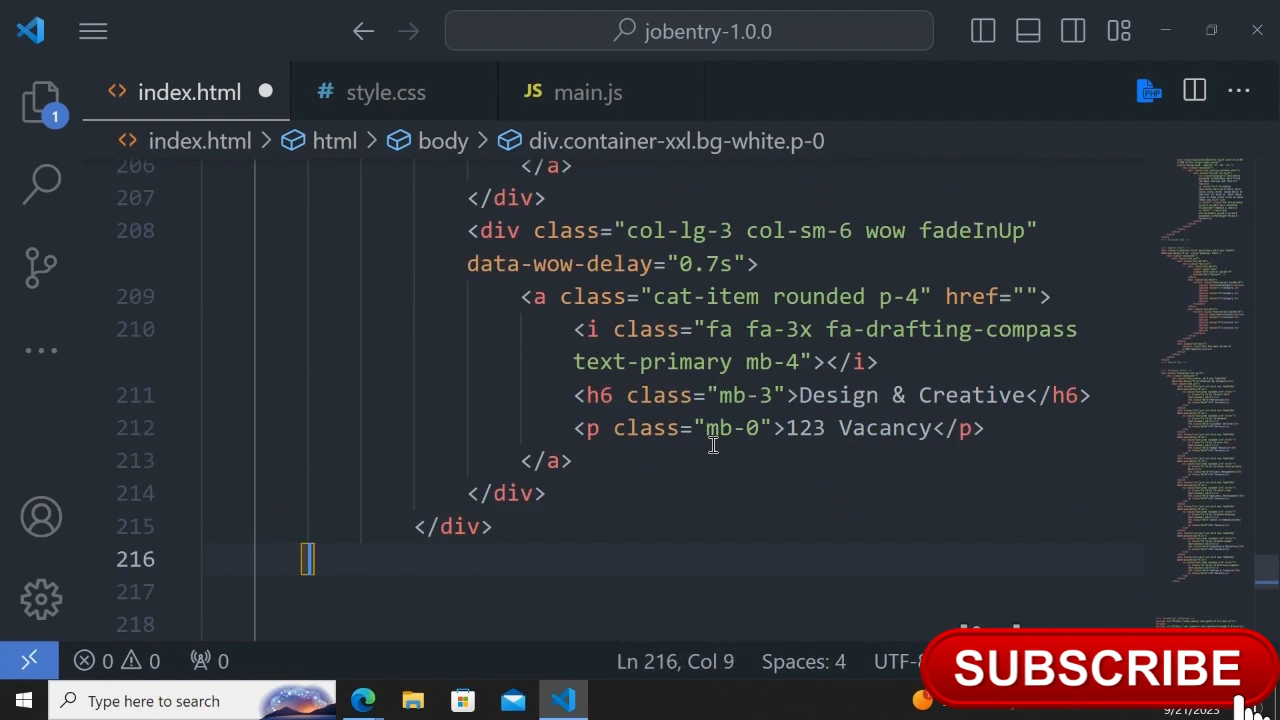 jobentry-1.0.0
index.html
style.css
JS main.js
index.html > html > body > div.container-xxl.bg-white.p-0
206 </a>
207 </div>
208 <div class="col-lg-3 col-sm-6 wow fadeInUp"
data-wow-delay="0.7s">
209 <a class="cat-item rounded p-4" href="">
210 <i class="fa fa-3x fa-drafting-compass
text-primary mb-4"></i>
211 <h6 class="mb-3">Design & Creative</h6>
212 <p class="mb-0">123 Vacancy</p>
213 </a>
214 </div>
215 </div>
216
217
218
1
PHP
0 0 0
Ln 216, Col 9
Spaces: 4
UTF-8
SUBSCRIBE
Type here to search
9/21/2023